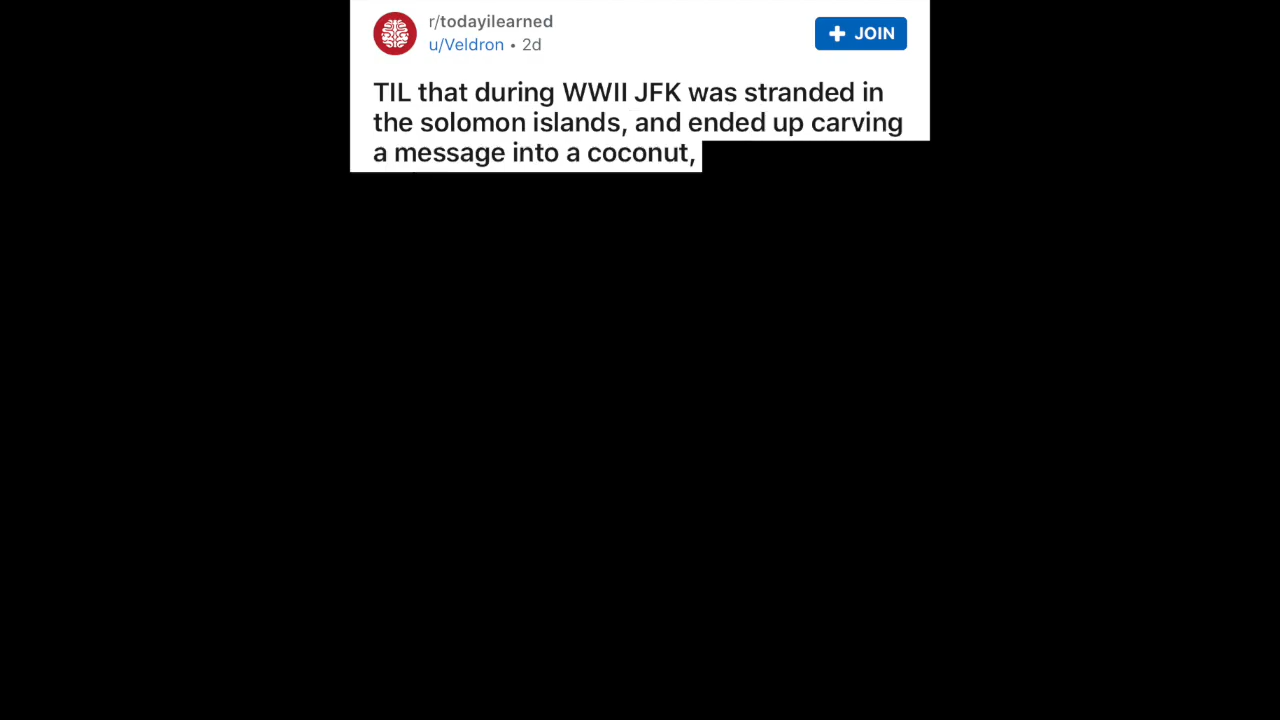 r/todayilearned
u/Veldron • 2d
JOIN
TIL that during WWII JFK was stranded in
the solomon islands, and ended up carving
a message into a coconut,